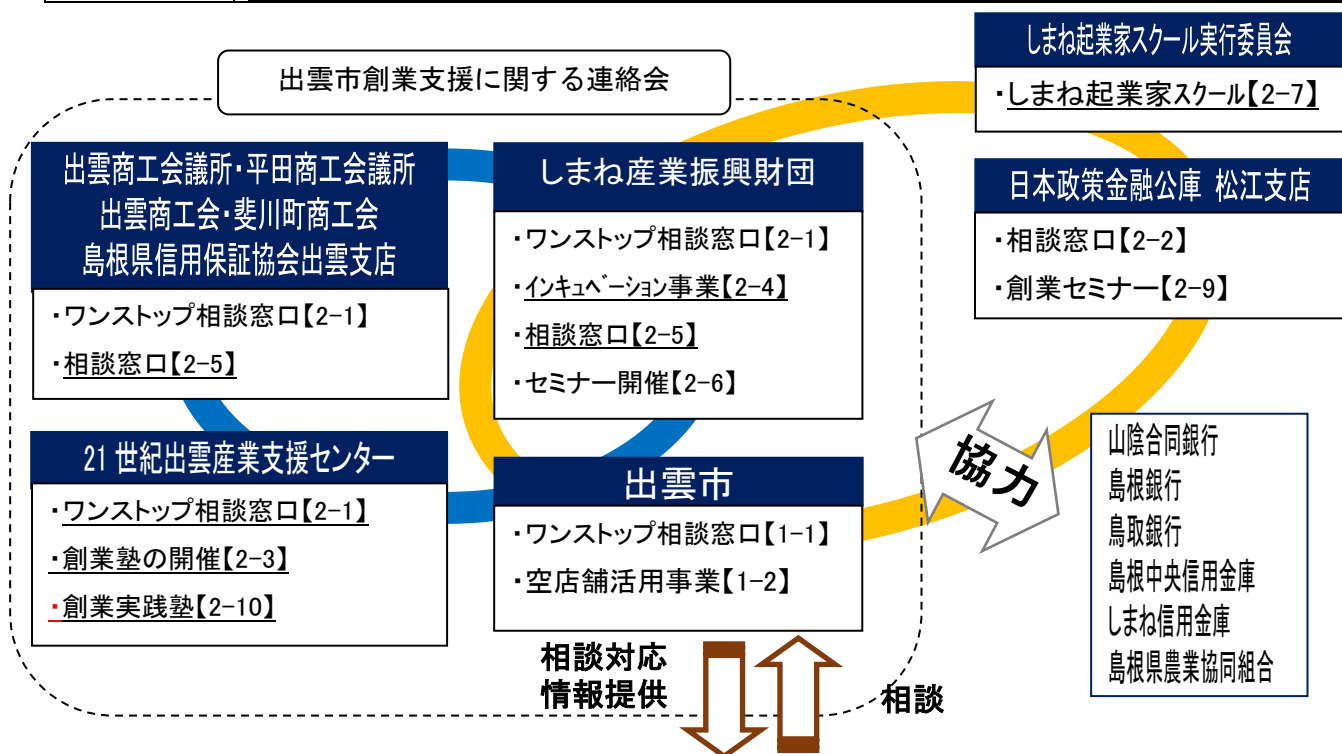 出雲市創業支援に関する連絡会
出雲商工会議所・平田商工会議所
出雲商工会・斐川町商工会
島根県信用保証協会出雲支店
・ワンストップ相談窓口【2-1】
・相談窓口【2-5】
しまね産業振興財団
・ワンストップ相談窓口【2-1】
・インキュベーション事業【2-4】
・相談窓口【2-5】
・セミナー開催【2-6】
21世紀出雲産業支援センター
・ワンストップ相談窓口【2-1】
・創業塾の開催【2-3】
・創業実践塾【2-10】
出雲市
・ワンストップ相談窓口【1-1】
・空店舗活用事業【1-2】
しまね起業家スクール実行委員会
・しまね起業家スクール【2-7】
日本政策金融公庫 松江支店
・相談窓口【2-2】
・創業セミナー【2-9】
協力
山陰合同銀行
島根銀行
鳥取銀行
島根中央信用金庫
しまね信用金庫
島根県農業協同組合
相談対応
情報提供
相談